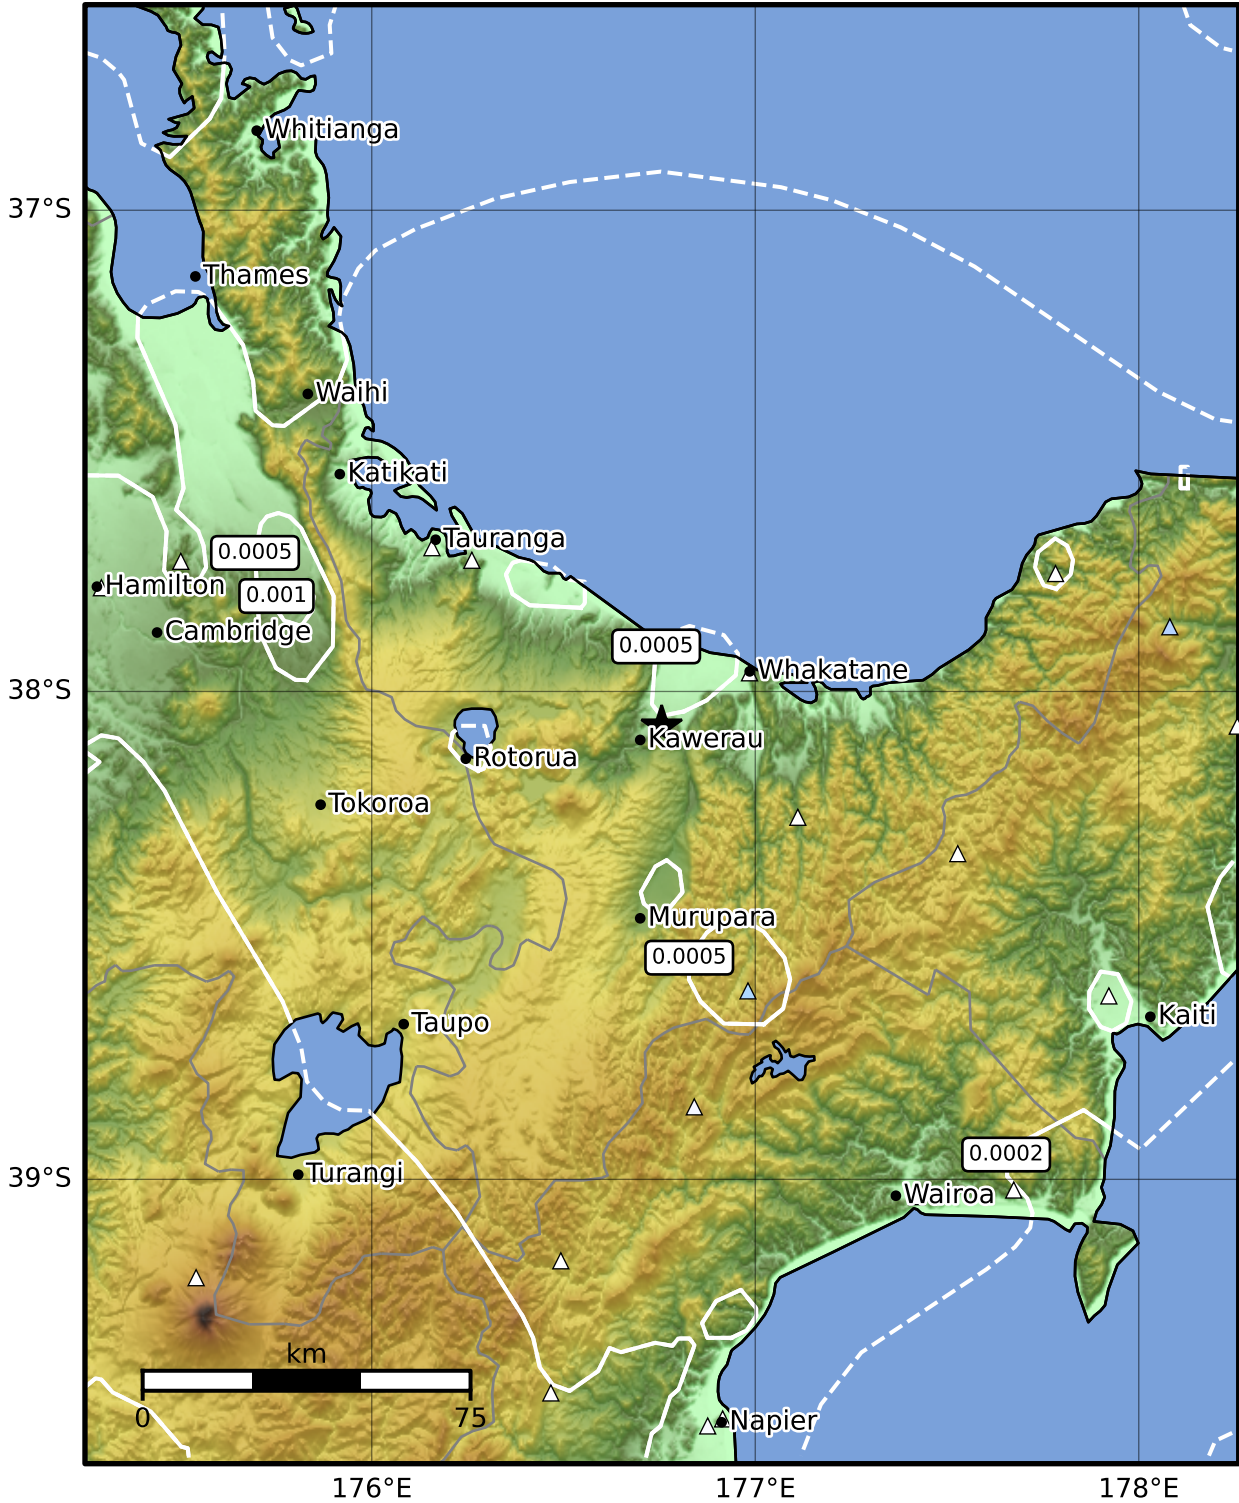 Whitianga
37°S
Thames
Waihi
Katikati
Tauranga
0.0005
Hamilton
0.001
Cambridge
0.0005
Whakatane
38°S
Kawerau
Rotorua
Tokoroa
Murupara
0.0005
Kaiti
Taupo
0.0002
39°S
Turangi
Wairoa
km
0
75
Napier
176°E
177°E
178°E